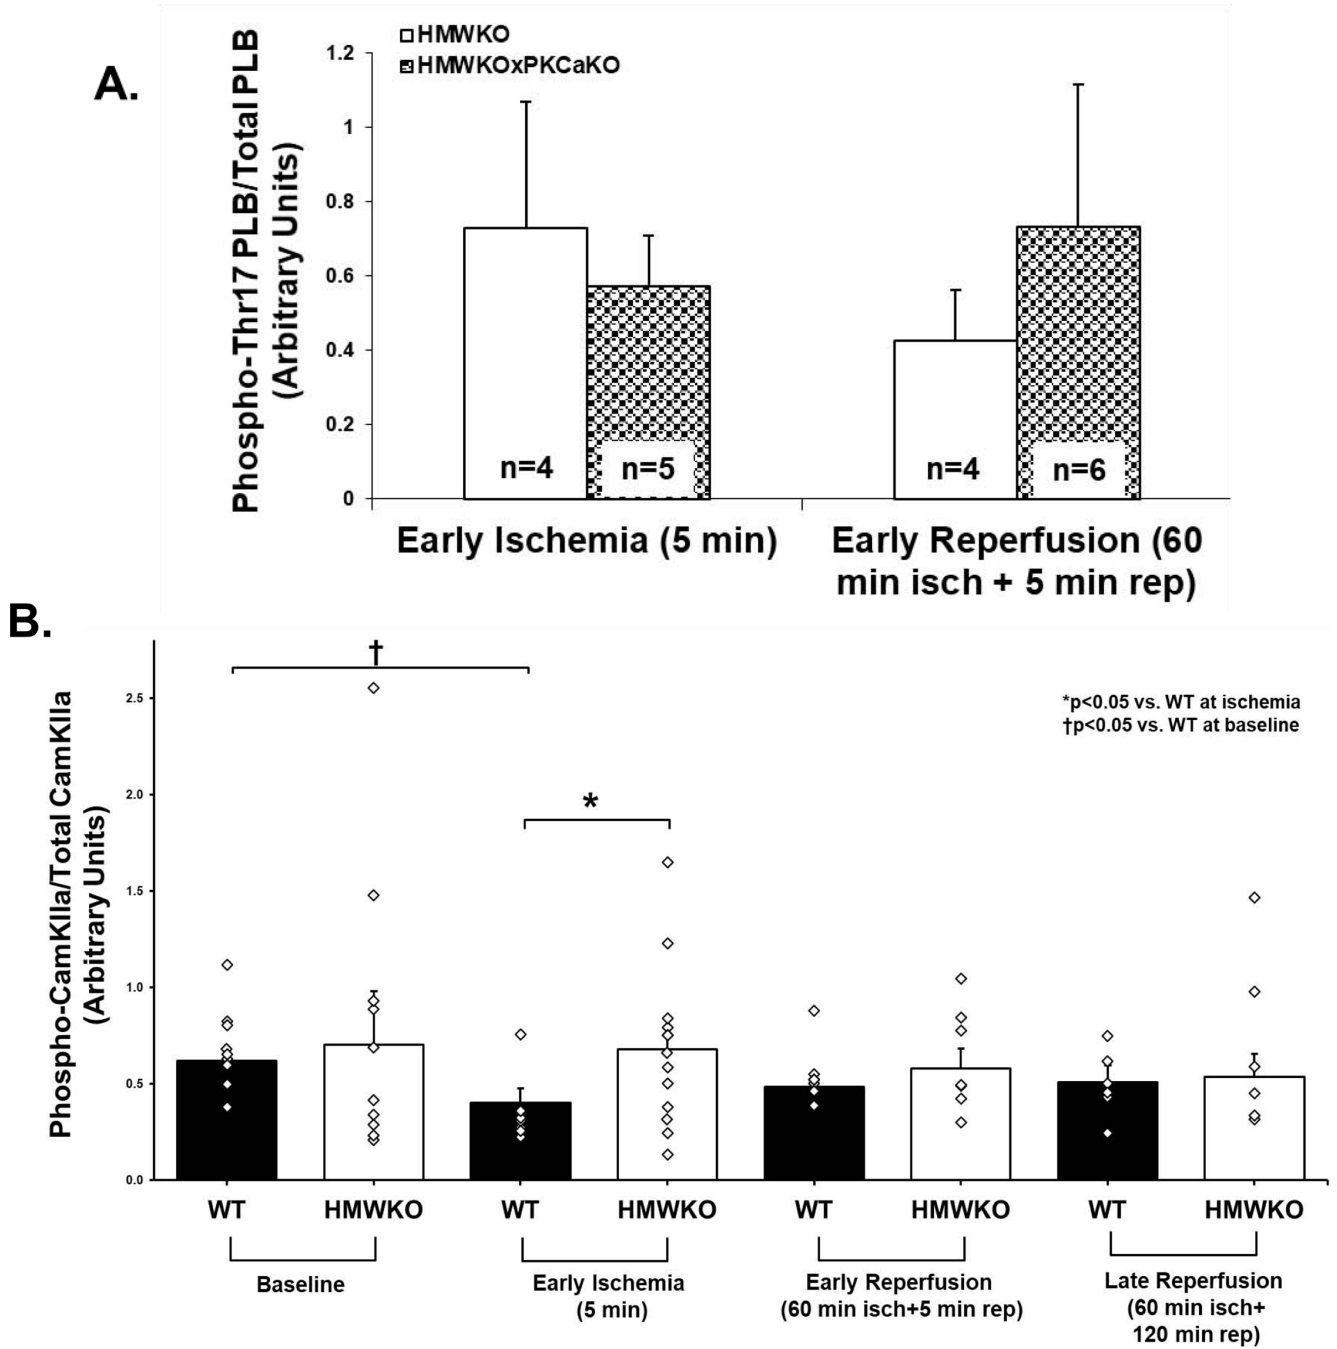 A.
HMWKO
HMWKOxPKCaKO
Phospho-Thr17 PLB/Total PLB
(Arbitrary Units)
1.2
1
0.8
0.6
0.4
0.2
0
n=4
n=5
n=4
n=6
Early Ischemia (5 min)
Early Reperfusion (60
min isch + 5 min rep)
B.
Phospho-CamKIIa/Total CamKIIa
(Arbitrary Units)
†
*
*p<0.05 vs. WT at ischemia
†p<0.05 vs. WT at baseline
2.5
2.0
1.5
1.0
0.5
0.0
WT
HMWKO
WT
HMWKO
WT
HMWKO
WT
HMWKO
Baseline
Early Ischemia
(5 min)
Early Reperfusion
(60 min isch+5 min rep)
Late Reperfusion
(60 min isch+
120 min rep)